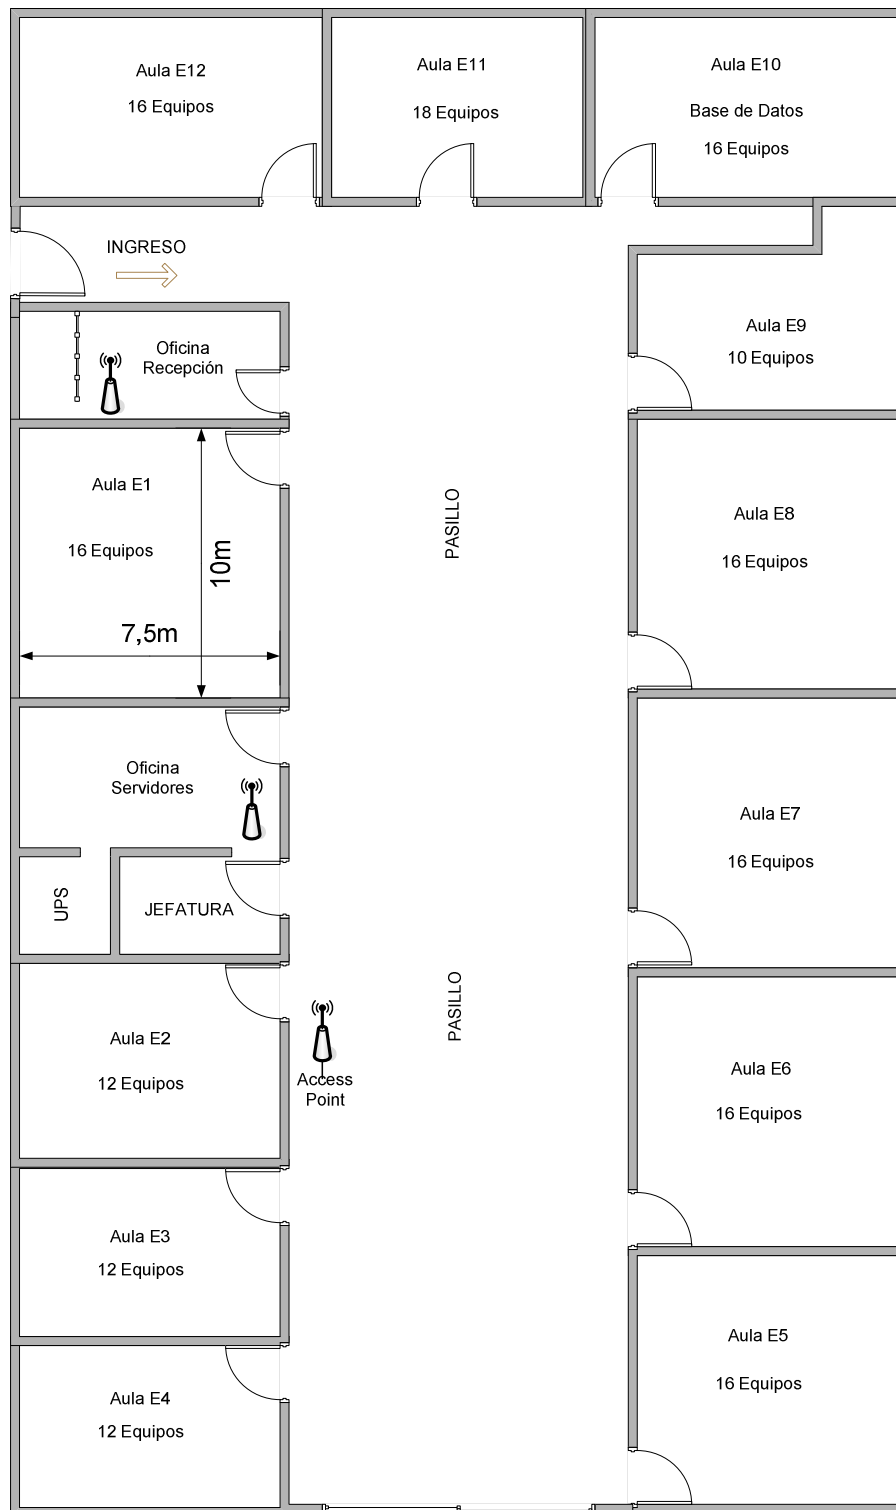 Aula E12
16 Equipos
Aula E11
18 Equipos
Aula E10
Base de Datos
16 Equipos
INGRESO
Oficina
Recepción
Aula E9
10 Equipos
Aula E1
16 Equipos
10m
7,5m
PASILLO
Aula E8
16 Equipos
Oficina
Servidores
UPS
JEFATURA
Aula E7
16 Equipos
PASILLO
Aula E2
12 Equipos
Access
Point
Aula E6
16 Equipos
Aula E3
12 Equipos
Aula E4
12 Equipos
Aula E5
16 Equipos